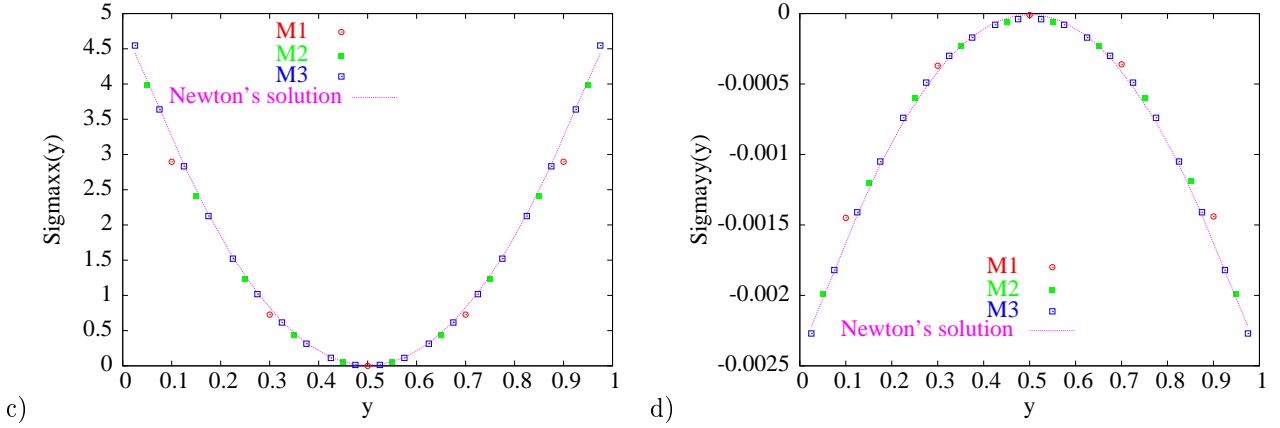 5
4.5
4
3.5
3
2.5
2
1.5
1
0.5
0
Sigmaxx(y)
M1
M2
M3
Newton's solution
0 0.1 0.2 0.3 0.4 0.5 0.6 0.7 0.8 0.9 1
y
c)
0
-0.0005
-0.001
-0.0015
-0.002
-0.0025
Sigmayy(y)
M1
M2
M3
Newton's solution
0 0.1 0.2 0.3 0.4 0.5 0.6 0.7 0.8 0.9 1
y
d)